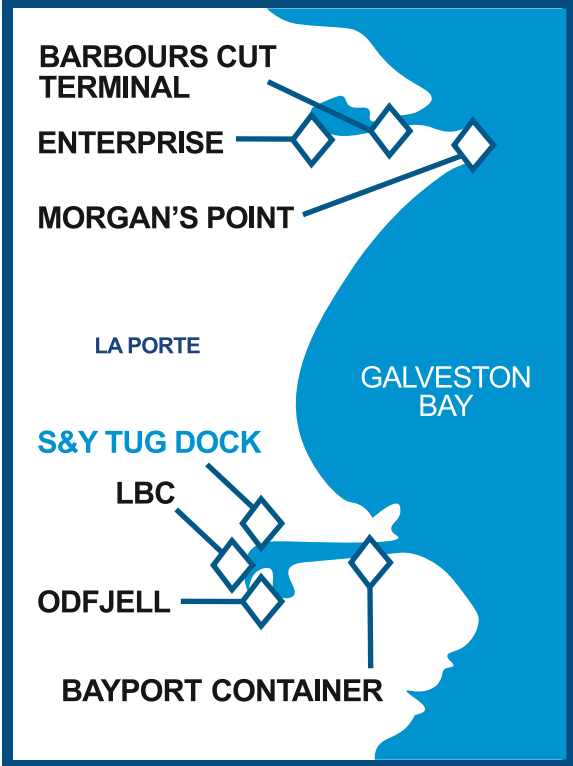 BARBOURS CUT
TERMINAL
ENTERPRISE
MORGAN'S POINT
LA PORTE
GALVESTON
BAY
S&Y TUG DOCK
LBC
ODFJELL
BAYPORT CONTAINER